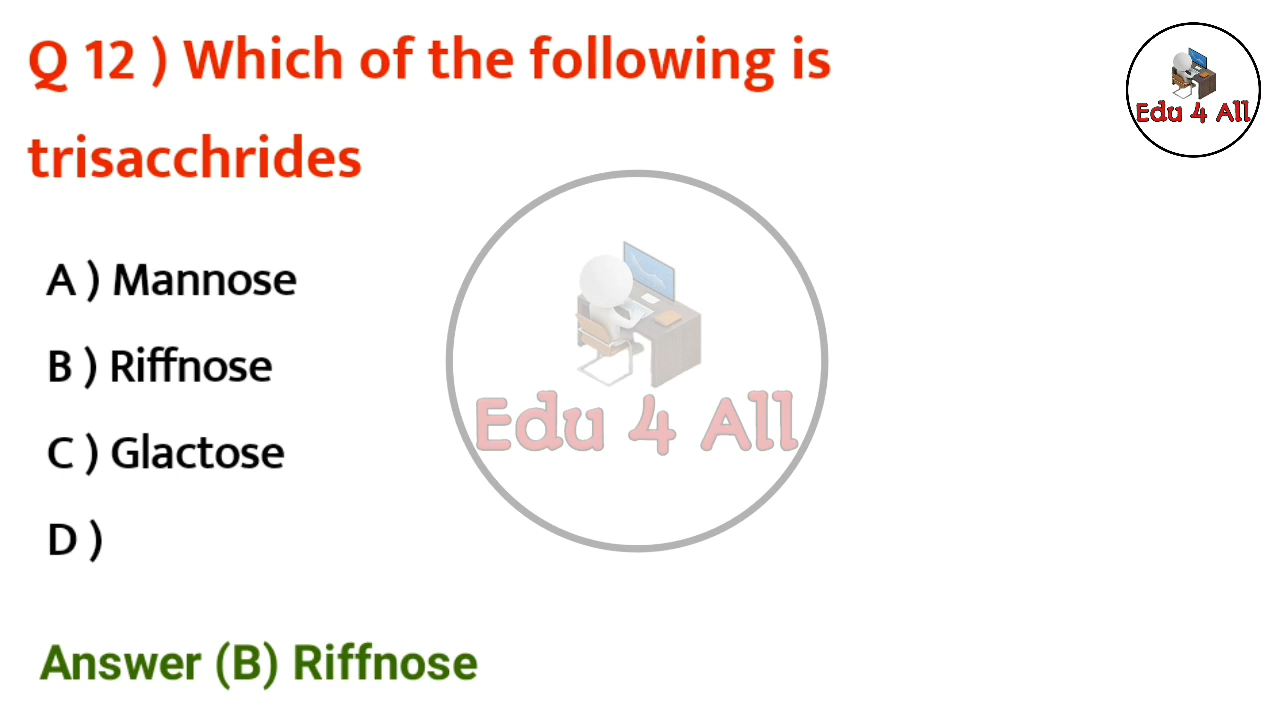 Q 12 ) Which of the following is
trisacchrides
Edu 4 All
A ) Mannose
B ) Riffnose
C ) Glactose
D )
Edu 4 All
Answer (B) Riffnose